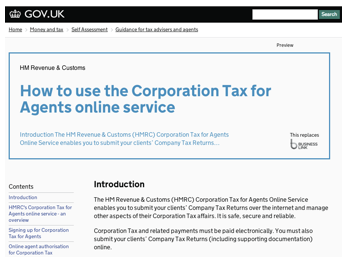 GOV.UK
Search
Home
Money and tax
Self Assessment
Guidance for tax advisers and agents
Preview
HM Revenue & Customs
How to use the Corporation Tax for
Agents online service
Introduction The HM Revenue & Customs (HMRC) Corporation Tax for Agents
Online Service enables you to submit your clients' Company Tax Returns...
This replaces
BUSINESS
LINK
Contents
Introduction
HMRC's Corporation Tax for
Agents online service - an
overview
Signing up for Corporation
Tax for Agents
Online agent authorisation
for Corporation Tax
Introduction
The HM Revenue & Customs (HMRC) Corporation Tax for Agents Online Service
enables you to submit your clients' Company Tax Returns over the internet and manage
other aspects of their Corporation Tax affairs. It is safe, secure and reliable.
Corporation Tax and related payments must be paid electronically. You must also
submit your clients' Company Tax Returns (including supporting documentation)
online.